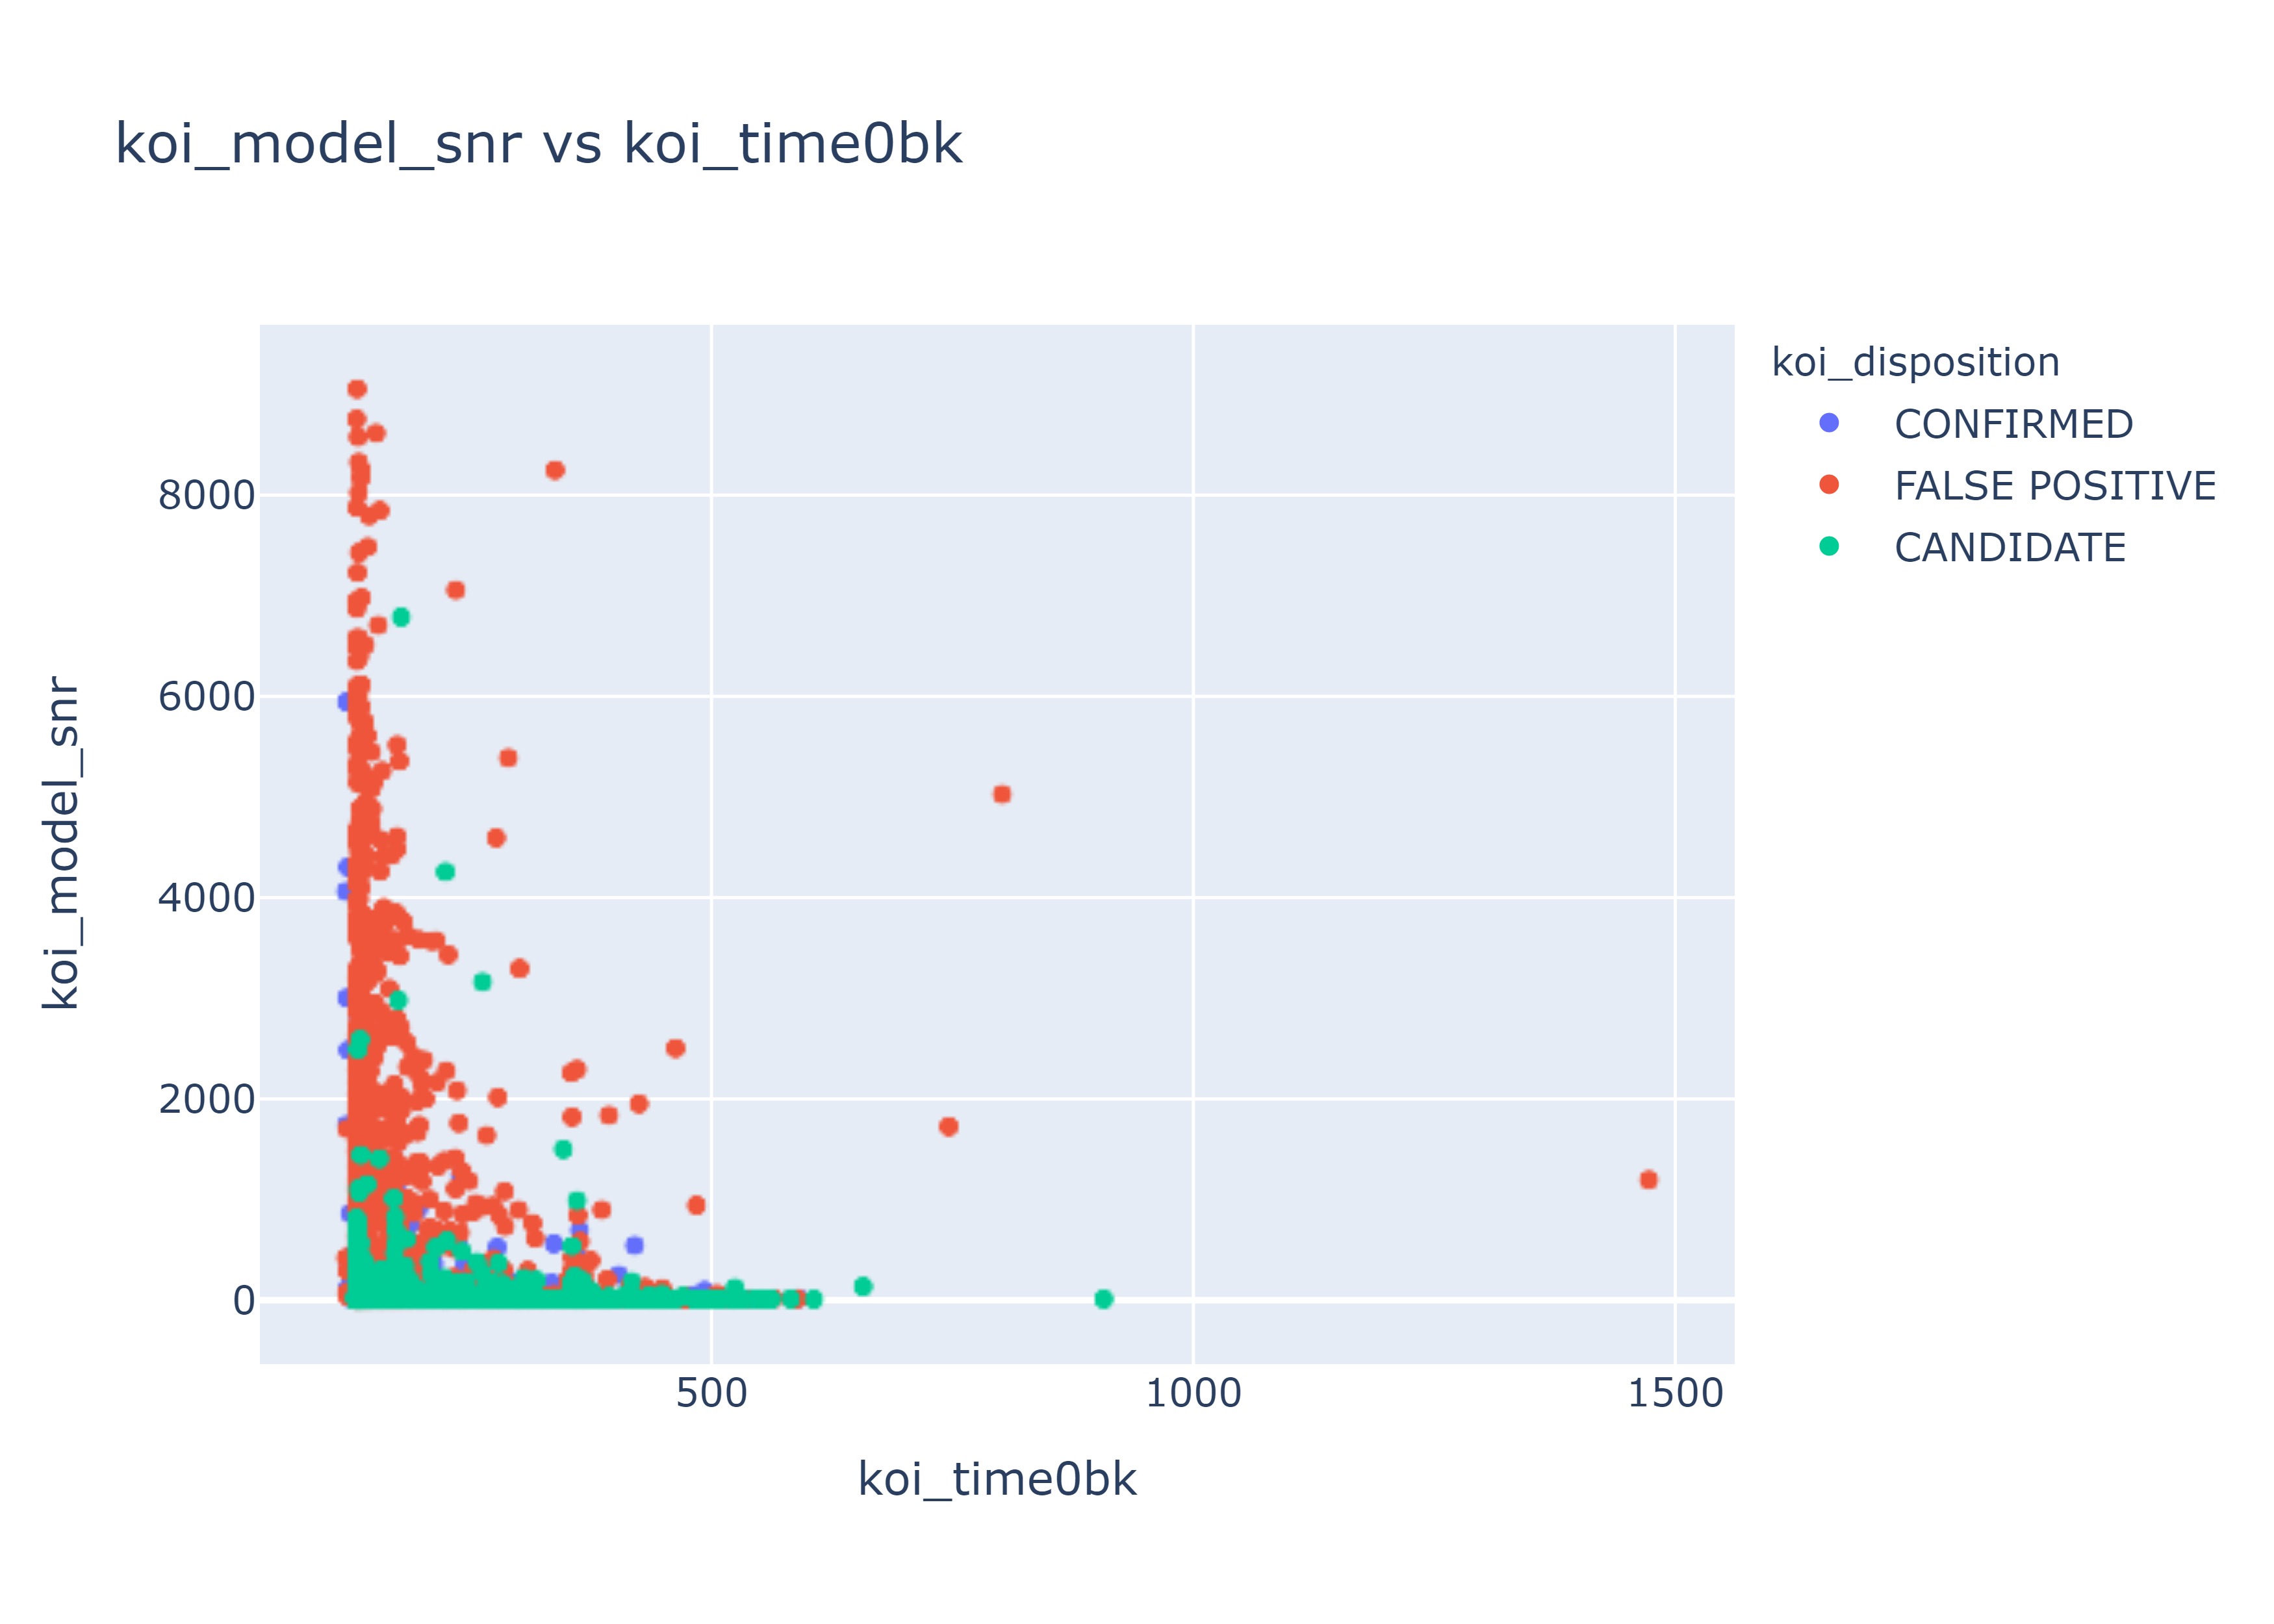 koi_model_snr vs koi_time0bk
koi_disposition
CONFIRMED
FALSE POSITIVE
CANDIDATE
koi_model_snr
8000
6000
4000
2000
0
500
1000
1500
koi_time0bk